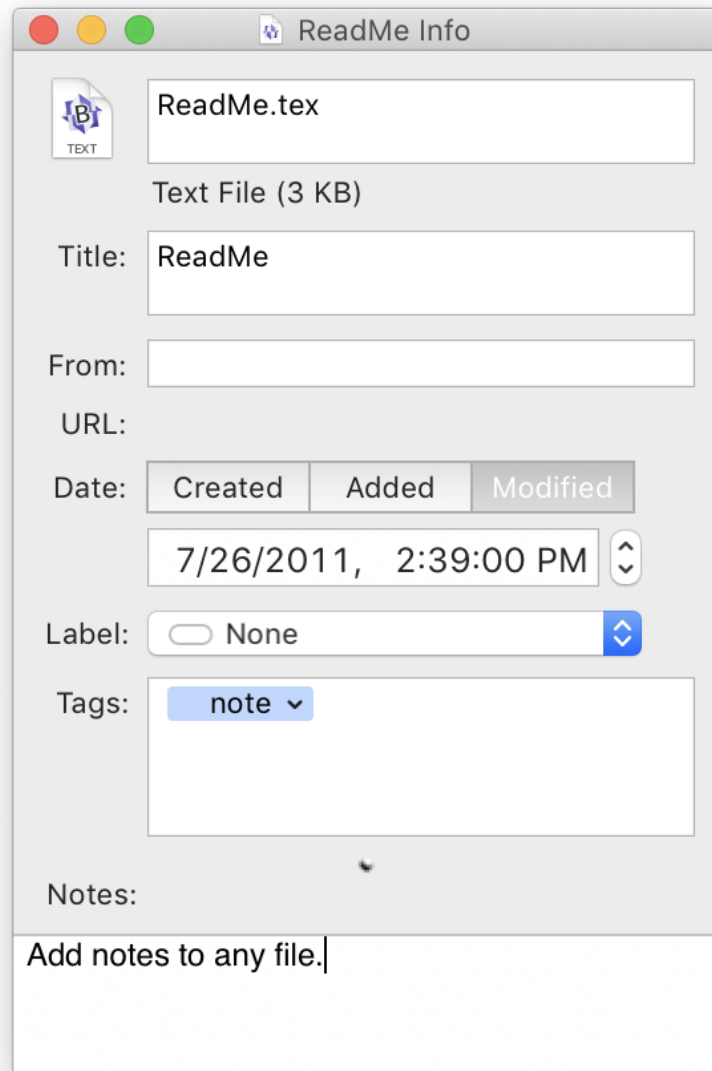 ReadMe Info
B
TEXT
ReadMe.tex
Text File (3 KB)
Title: ReadMe
From:
URL:
Date: Created Added Modified
7/26/2011, 2:39:00 PM
Label: None
Tags: note
Notes:
Add notes to any file.